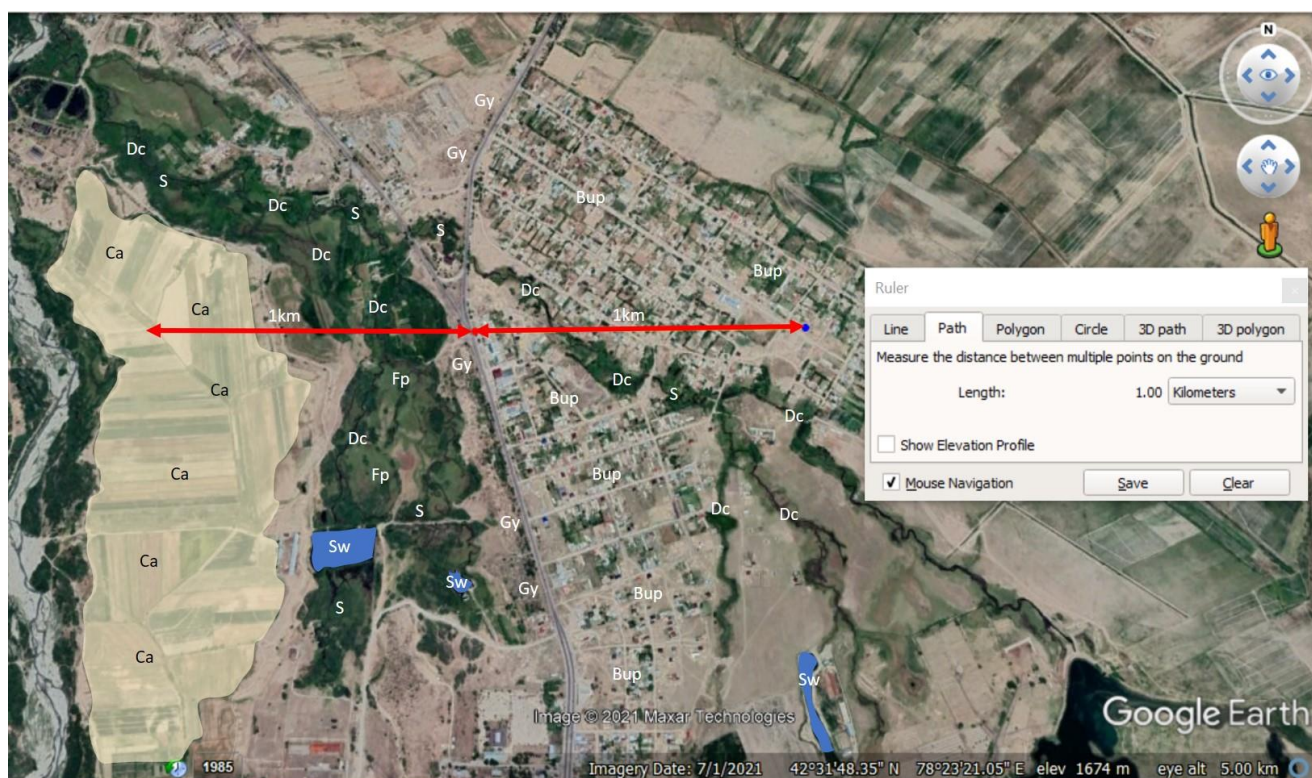 N
Gy
Gy
Dc
S
Dc
S
S
Dc
Ca
Ca
Dc
Bup
Bup
Dc
1km
1km
Ruler
Line Path Polygon Circle 3D path 3D polygon
Measure the distance between multiple points on the ground
Length: 1.00 Kilometers
Show Elevation Profile
Mouse Navigation Save Clear
Gy
Fp
Ca
Bup
Dc
S
Dc
Dc
Fp
Ca
Bup
S
Gy
Dc
Dc
Sw
Ca
Sw
Gy
Bup
S
Ca
Bup
Sw
Image © 2021 Maxar Technologies
Google Earth
1985
Imagery Date: 7/1/2021 42°31'48.35" N 78°23'21.05" E elev 1674 m eye alt 5.00 km